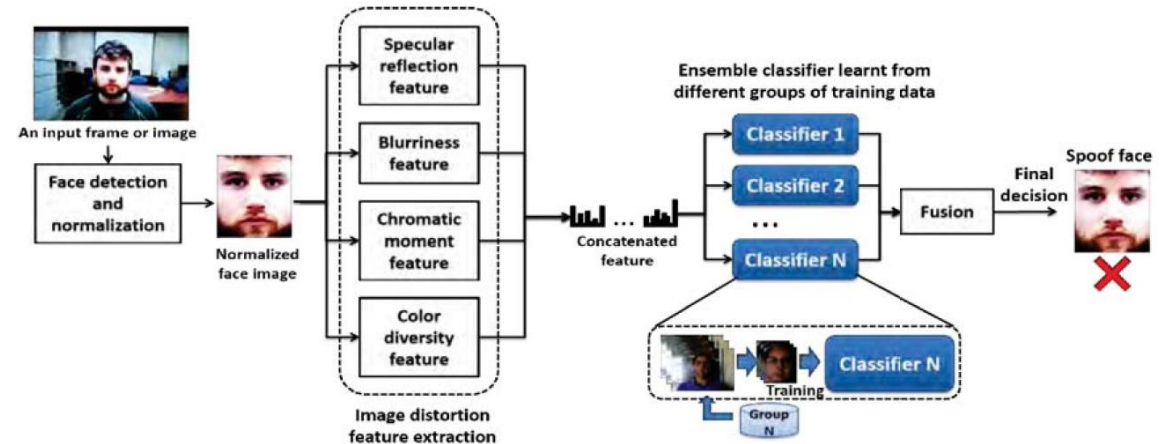 An input frame or image
Face detection
and
normalization
Normalized
face image
Specular
reflection
feature
Blurriness
feature
Chromatic
moment feature
feature
Color
diversity
feature
Image distortion
feature extraction
... 
Concatenated
feature
Ensemble classifier learnt from
different groups of training data
Classifier 1
Classifier 2
...
Classifier N
Training
Classifier N
Group
N
Fusion
Final
decision
Spoof face